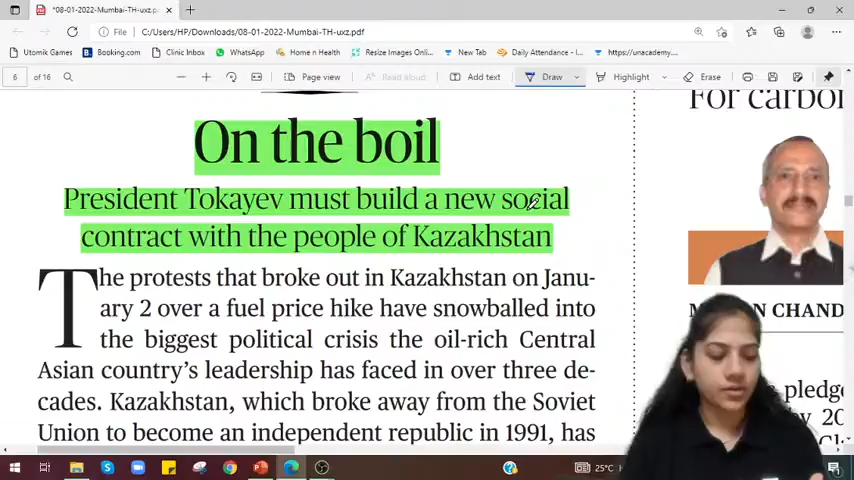 *08-01-2022-Mumbai-TH-uxz.p
File
C:/Users/HP/Downloads/08-01-2022-Mumbai-TH-uxz.pdf
Utomik Games
Booking.com
Clinic Inbox
WhatsApp
Home n Health
Resize Images Onli...
New Tab
Daily Attendance - I...
https://unacademy...
6 of 16
Page view
Read aloud
Add text
Draw
Highlight
Erase
For carbo
On the boil
President Tokayev must build a new social
contract with the people of Kazakhstan
The protests that broke out in Kazakhstan on Janu-
ary 2 over a fuel price hike have snowballed into
the biggest political crisis the oil-rich Central
Asian country's leadership has faced in over three de-
cades. Kazakhstan, which broke away from the Soviet
Union to become an independent republic in 1991, has
N CHAND
pledg
by 20
25°C